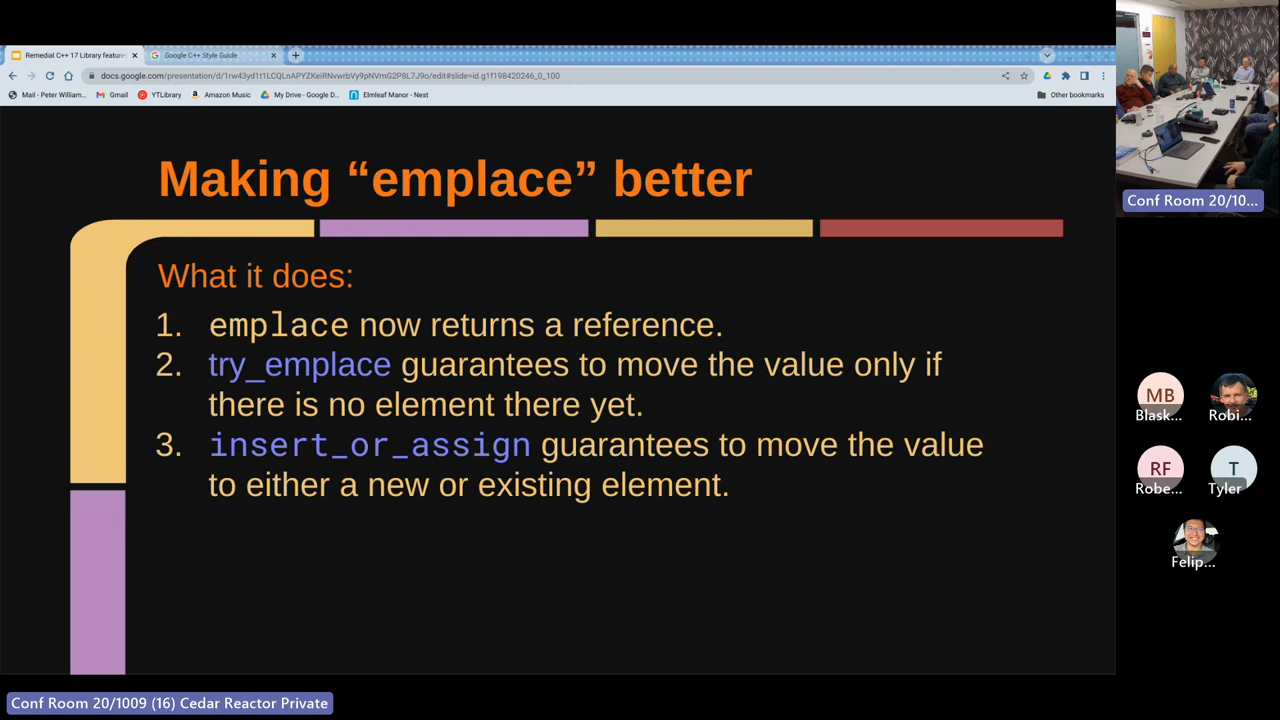 Remedial C++ 17 Library feature
Google C++ Style Guide
docs.google.com/presentation/d/1rw43yd1t1LCQLnAPYZKeiRNvwrbVy9pNVmG2P8L7J9o/edit#slide=id.g1f198420246_0_100
Mail - Peter William...
Gmail
YTLibrary
Amazon Music
My Drive - Google D...
Elmleaf Manor - Nest
Other bookmarks
Making “emplace” better
What it does:
1. emplace now returns a reference.
2. try_emplace guarantees to move the value only if
there is no element there yet.
3. insert_or_assign guarantees to move the value
to either a new or existing element.
Conf Room 20/10...
MB
Blask...
Robi...
RF
Robe...
T
Tyler
Felip...
Conf Room 20/1009 (16) Cedar Reactor Private